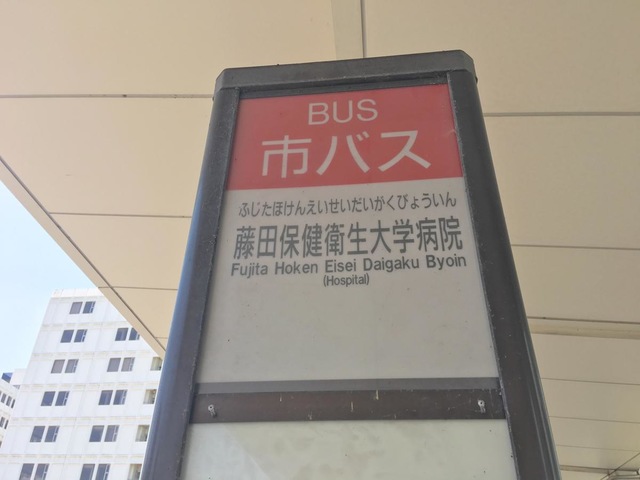 BUS
市バス
ふじたほけんえいせいだいがくびょういん
藤田保健衛生大学病院
Fujita Hoken Eisei Daigaku Byoin
(Hospital)